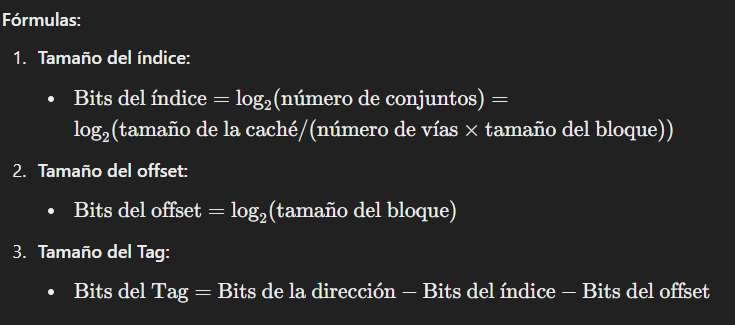 Fórmulas:
1. Tamaño del índice:
• Bits del índice = log₂(número de conjuntos) =
log₂(tamaño de la caché/(número de vías × tamaño del bloque))
2. Tamaño del offset:
• Bits del offset = log₂(tamaño del bloque)
3. Tamaño del Tag:
• Bits del Tag = Bits de la dirección − Bits del índice − Bits del offset